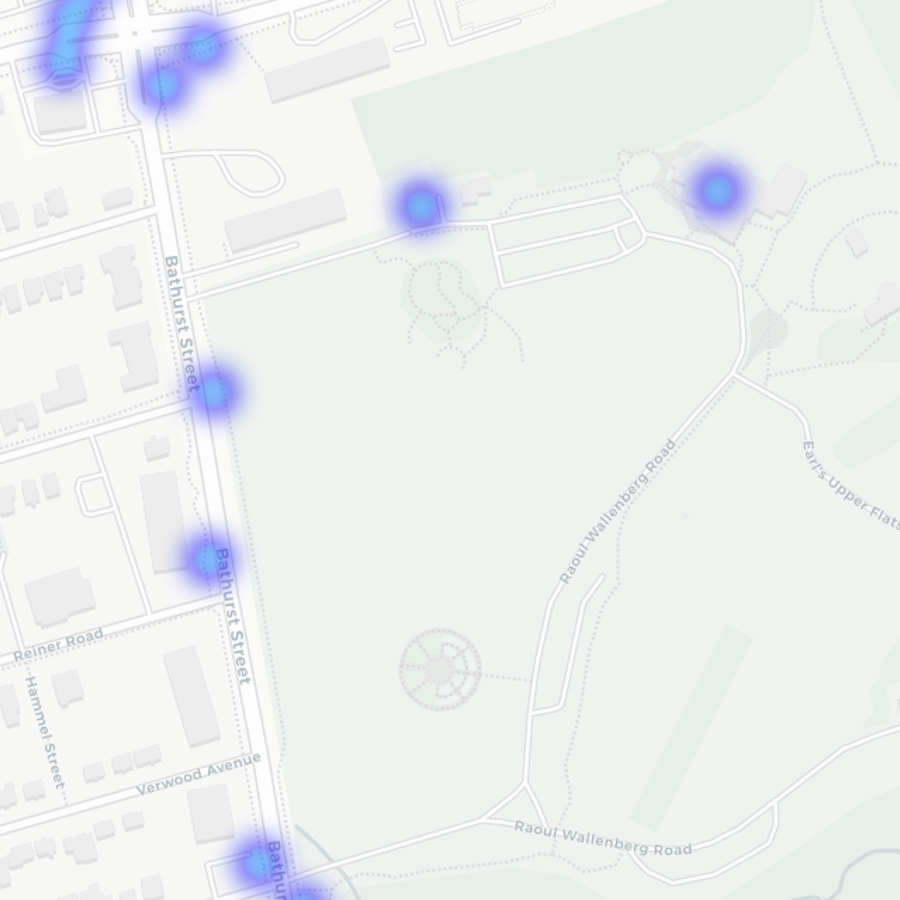 Bathurst Street
Raoul Wallenberg Road
Earl's Upper Flats
Bathurst Street
Reiner Road
Hammel Street
Verwood Avenue
Raoul Wallenberg Road
Bathur